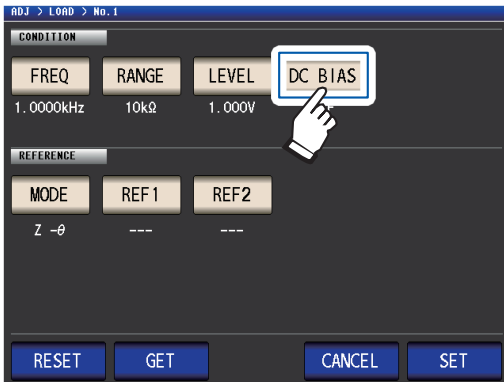 ADJ > LOAD > No.1
CONDITION
FREQ RANGE LEVEL DC BIAS
1.0000kHz 10kΩ 1.000V
REFERENCE
MODE REF1 REF2
Z -θ --- ---
RESET GET CANCEL SET